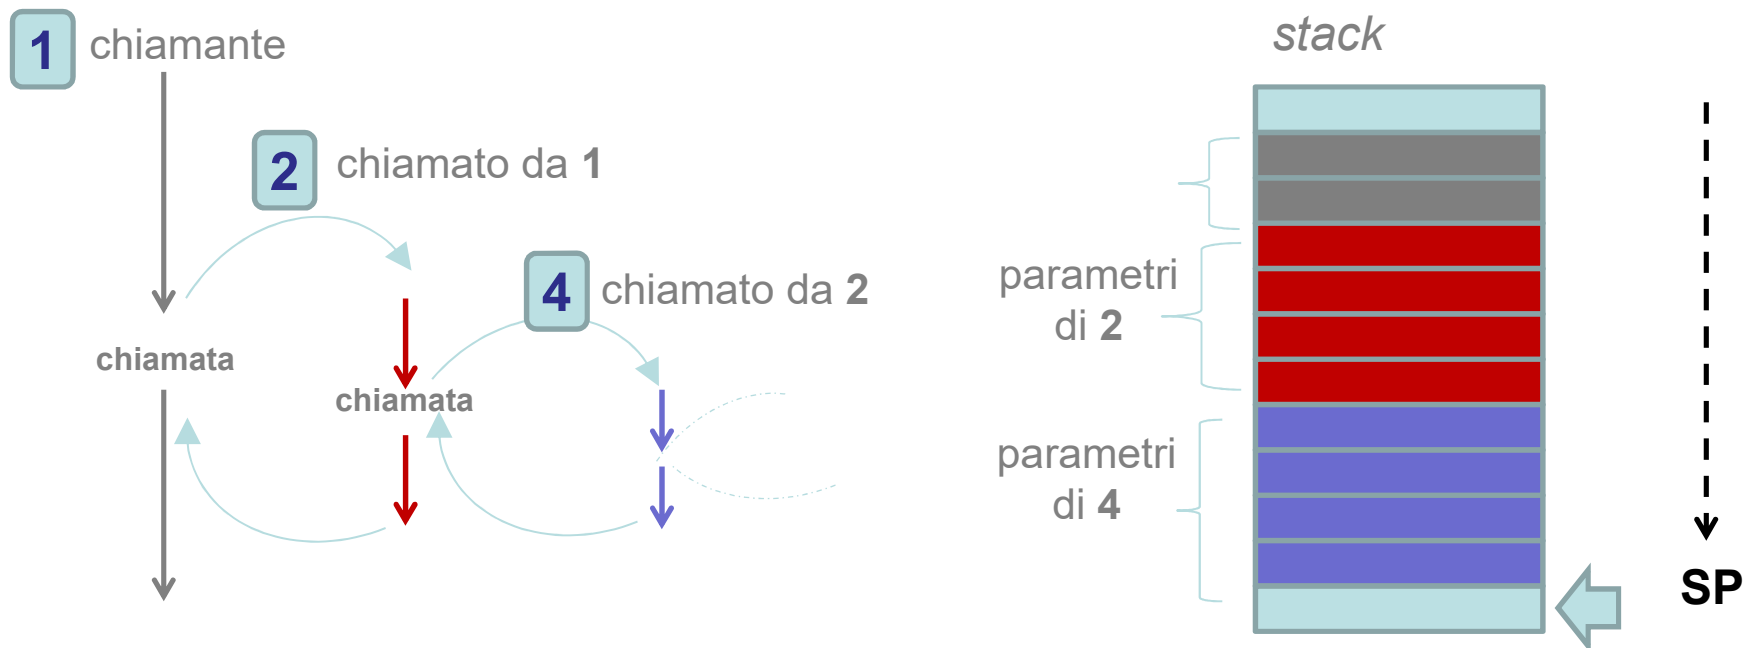 1 chiamante
2 chiamato da 1
4 chiamato da 2
chiamata
chiamata
stack
parametri
di 2
parametri
di 4
SP